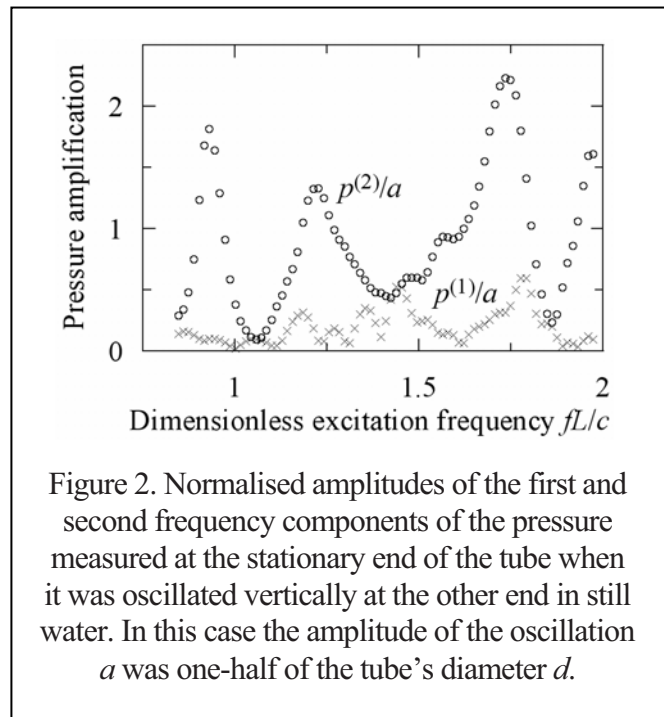 2
1
0
Pressure amplification
p⁽²⁾/a
p⁽¹⁾/a
1 1.5 2
Dimensionless excitation frequency fL/c
Figure 2. Normalised amplitudes of the first and
second frequency components of the pressure
measured at the stationary end of the tube when
it was oscillated vertically at the other end in still
water. In this case the amplitude of the oscillation
a was one-half of the tube’s diameter d.